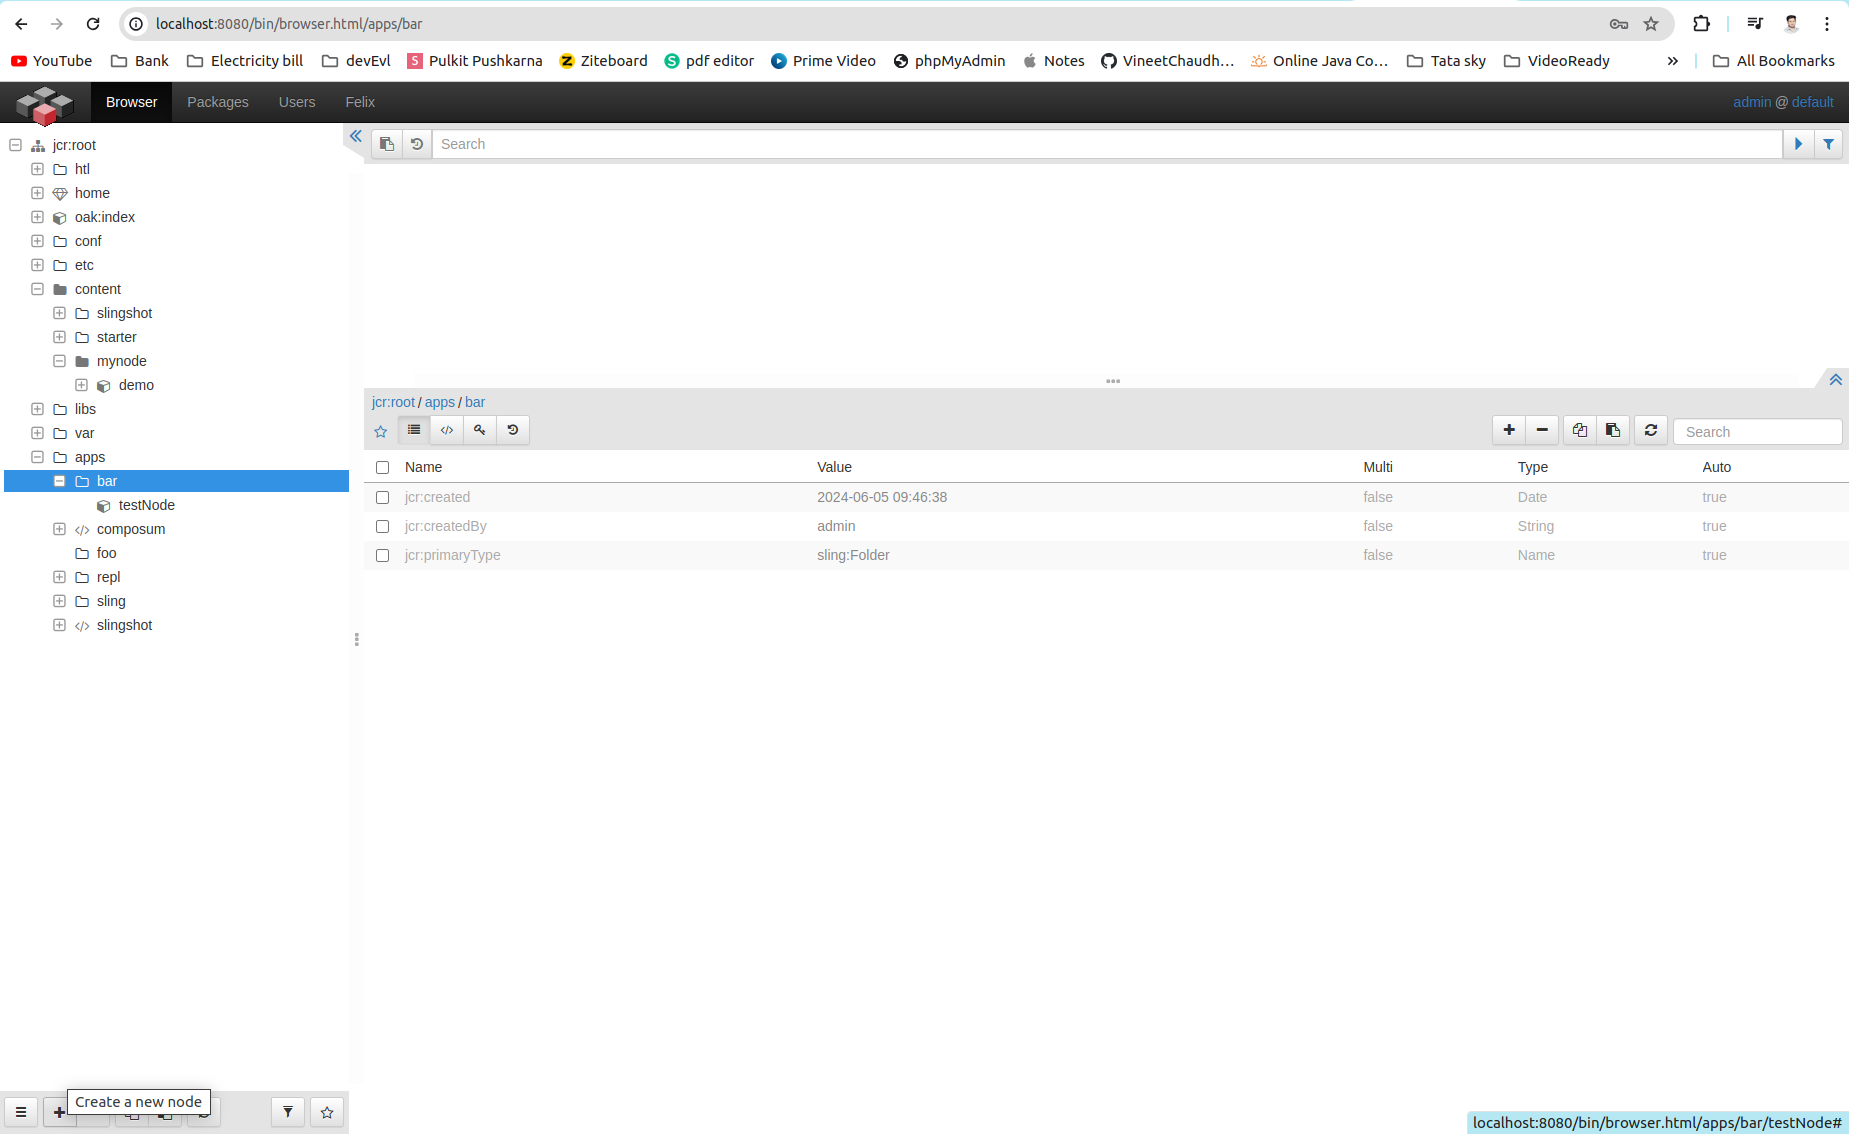 localhost:8080/bin/browser.html/apps/bar
YouTube Bank Electricity bill devEvl S Pulkit Pushkarna Z Ziteboard S pdf editor Prime Video phpMyAdmin Notes VineetChaudh... Online Java Co... Tata sky VideoReady » All Bookmarks
Browser Packages Users Felix admin @ default
jcr:root
htl
home
oak:index
conf
etc
content
slingshot
starter
mynode
demo
libs
var
apps
bar
testNode
composum
foo
repl
sling
slingshot
Create a new node
Search
jcr:root / apps / bar
Search
Name Value Multi Type Auto
jcr:created 2024-06-05 09:46:38 false Date true
jcr:createdBy admin false String true
jcr:primaryType sling:Folder false Name true
localhost:8080/bin/browser.html/apps/bar/testNode#